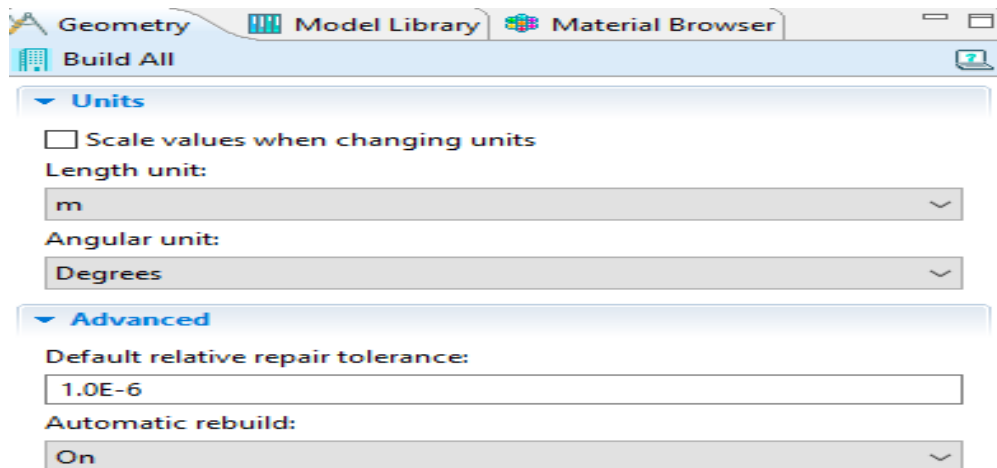 Geometry Model Library Material Browser
Build All
Units
Scale values when changing units
Length unit:
m
Angular unit:
Degrees
Advanced
Default relative repair tolerance:
1.0E-6
Automatic rebuild:
On